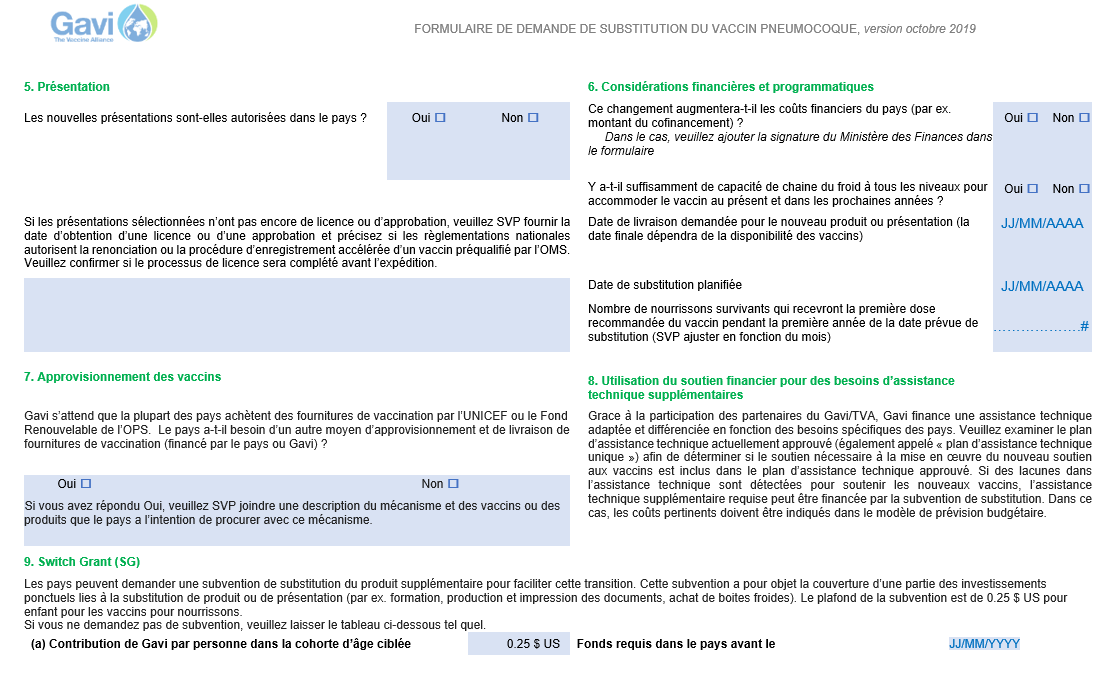 Gavi
The Vaccine Alliance
FORMULAIRE DE DEMANDE DE SUBSTITUTION DU VACCIN PNEUMOCOQUE, version octobre 2019
5. Présentation
Les nouvelles présentations sont-elles autorisées dans le pays ?
Oui ☐ Non ☐
Si les présentations sélectionnées n'ont pas encore de licence ou d'approbation, veuillez SVP fournir la
date d'obtention d'une licence ou d'une approbation et précisez si les règlementations nationales
autorisent la renonciation ou la procédure d'enregistrement accélérée d'un vaccin préqualifié par l'OMS.
Veuillez confirmer si le processus de licence sera complété avant l'expédition.
6. Considérations financières et programmatiques
Ce changement augmentera-t-il les coûts financiers du pays (par ex.
montant du cofinancement) ?
Oui ☐ Non ☐
Dans le cas, veuillez ajouter la signature du Ministère des Finances dans
le formulaire
Y a-t-il suffisamment de capacité de chaine du froid à tous les niveaux pour
accommoder le vaccin au présent et dans les prochaines années ?
Oui ☐ Non ☐
Date de livraison demandée pour le nouveau produit ou présentation (la
date finale dépendra de la disponibilité des vaccins)
JJ/MM/AAAA
Date de substitution planifiée
JJ/MM/AAAA
Nombre de nourrissons survivants qui recevront la première dose
recommandée du vaccin pendant la première année de la date prévue de
substitution (SVP ajuster en fonction du mois)
...................#
7. Approvisionnement des vaccins
Gavi s'attend que la plupart des pays achètent des fournitures de vaccination par l'UNICEF ou le Fond
Renouvelable de l'OPS. Le pays a-t-il besoin d'un autre moyen d'approvisionnement et de livraison de
fournitures de vaccination (financé par le pays ou Gavi) ?
Oui ☐ Non ☐
Si vous avez répondu Oui, veuillez SVP joindre une description du mécanisme et des vaccins ou des
produits que le pays a l'intention de procurer avec ce mécanisme.
8. Utilisation du soutien financier pour des besoins d'assistance
technique supplémentaires
Grace à la participation des partenaires du Gavi/TVA, Gavi finance une assistance technique
adaptée et différenciée en fonction des besoins spécifiques des pays. Veuillez examiner le plan
d'assistance technique actuellement approuvé (également appelé « plan d'assistance technique
unique ») afin de déterminer si le soutien nécessaire à la mise en œuvre du nouveau soutien
aux vaccins est inclus dans le plan d'assistance technique approuvé. Si des lacunes dans
l'assistance technique sont détectées pour soutenir les nouveaux vaccins, l'assistance
technique supplémentaire requise peut être financée par la subvention de substitution. Dans ce
cas, les coûts pertinents doivent être indiqués dans le modèle de prévision budgétaire.
9. Switch Grant (SG)
Les pays peuvent demander une subvention de substitution du produit supplémentaire pour faciliter cette transition. Cette subvention a pour objet la couverture d'une partie des investissements
ponctuels lies à la substitution de produit ou de présentation (par ex. formation, production et impression des documents, achat de boites froides). Le plafond de la subvention est de 0.25 $ US pour
enfant pour les vaccins pour nourrissons.
Si vous ne demandez pas de subvention, veuillez laisser le tableau ci-dessous tel quel.
(a) Contribution de Gavi par personne dans la cohorte d'âge ciblée 0.25 $ US Fonds requis dans le pays avant le JJ/MM/YYYY